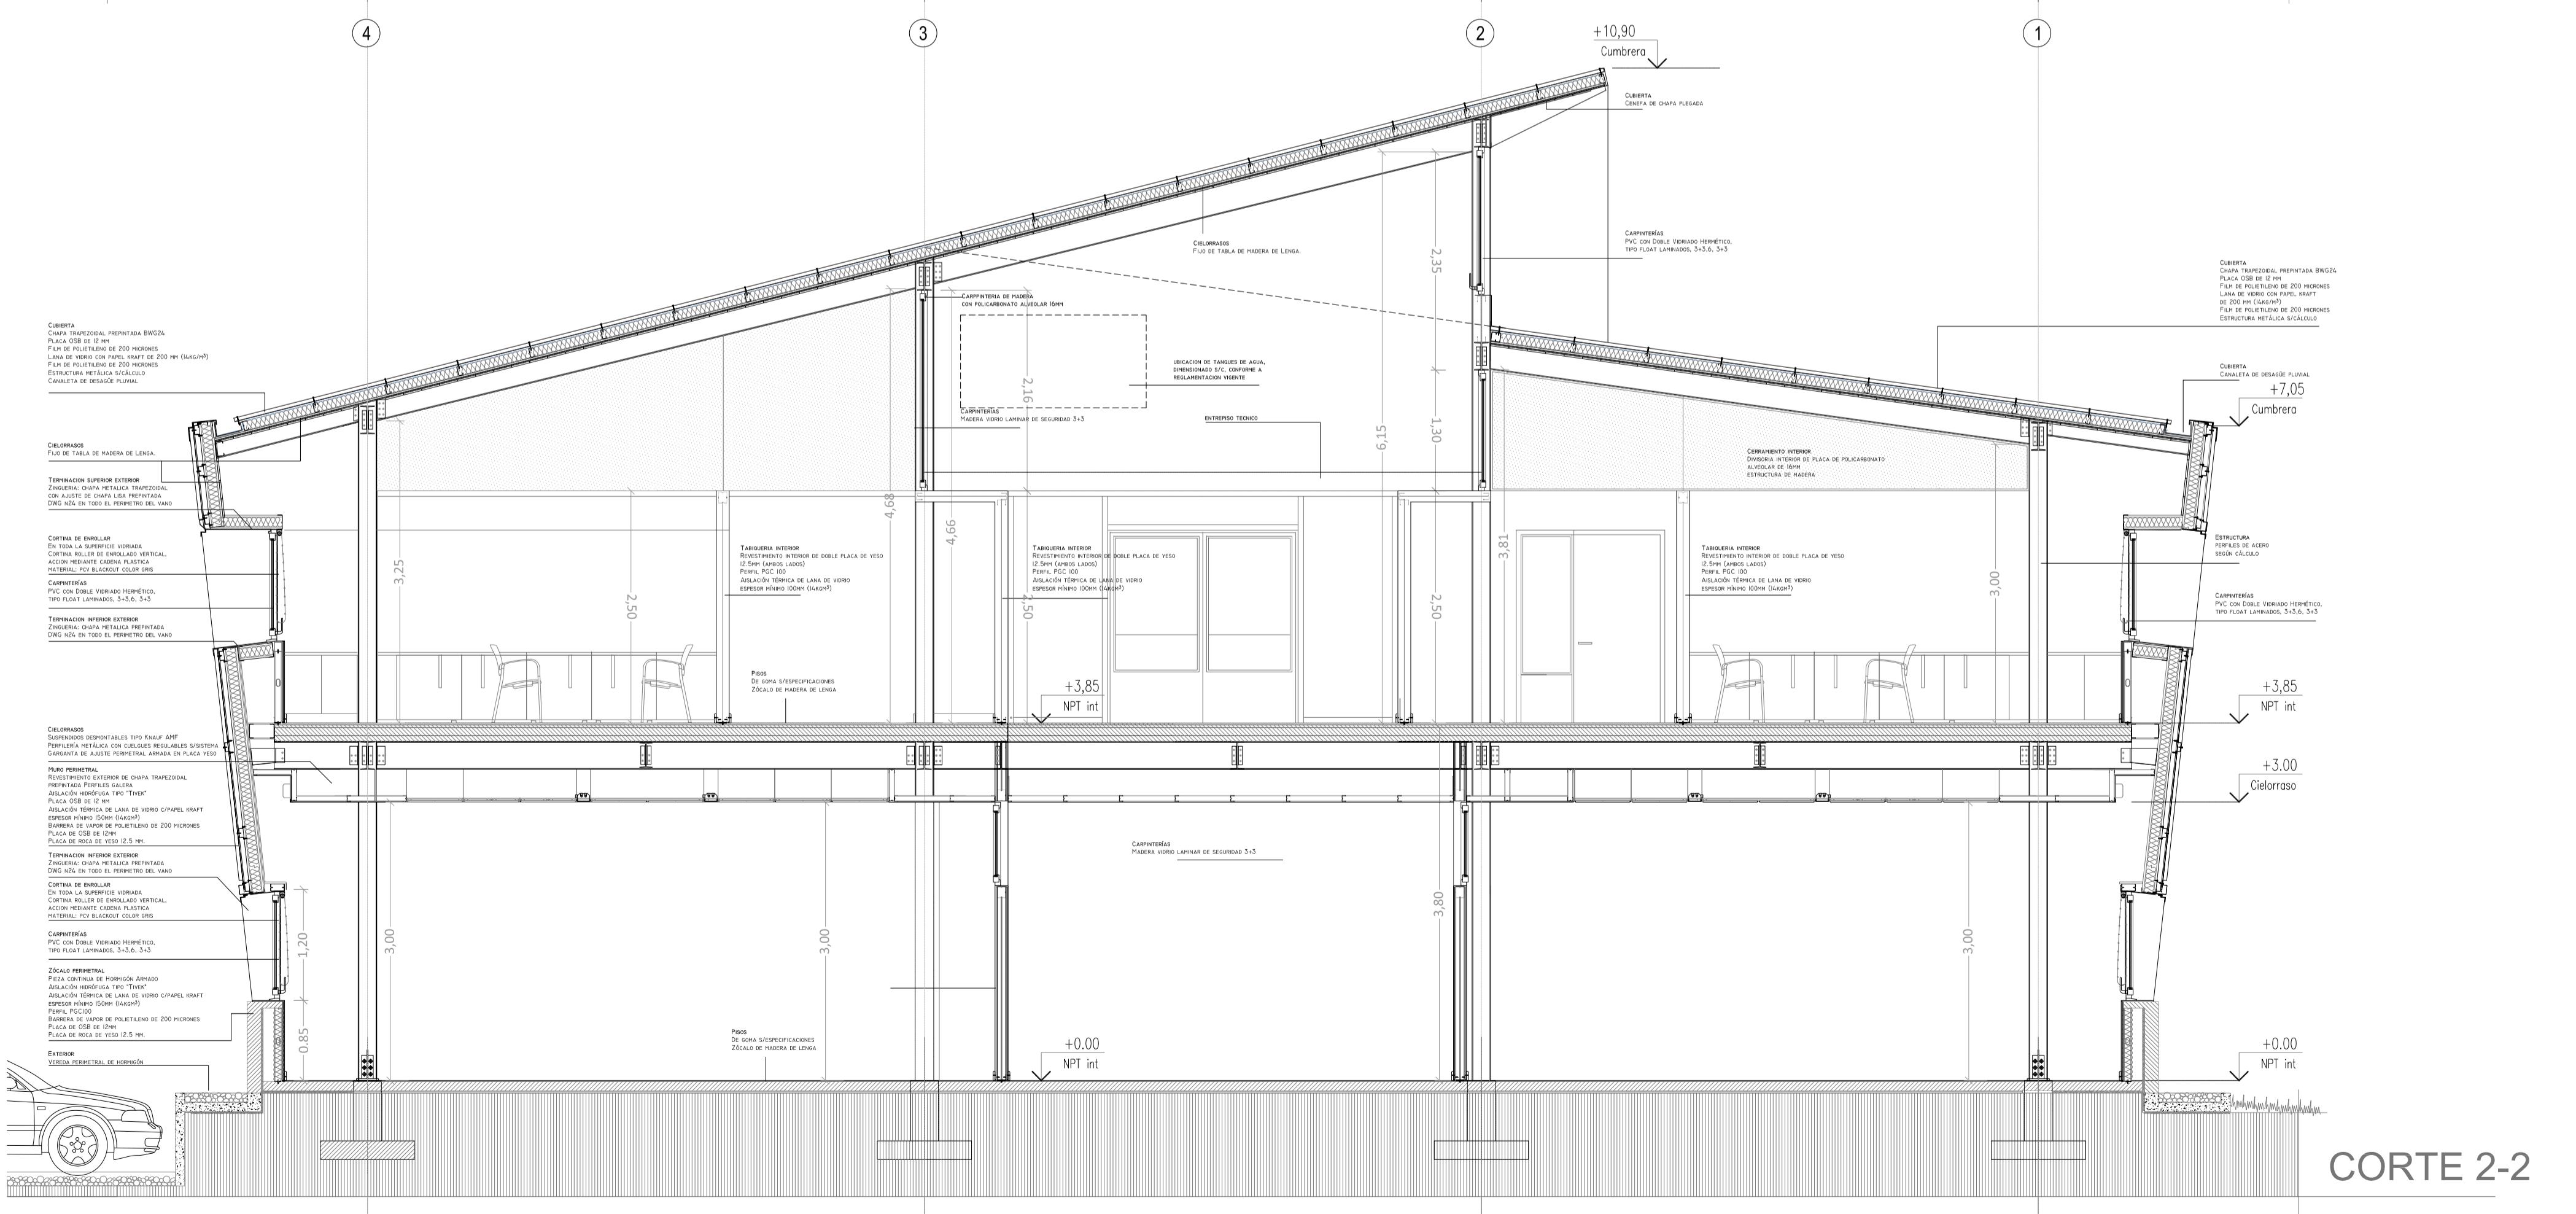 4
3
2
1
+10,90
Cumbrera
CUBIERTA
CENEFA DE CHAPA PLEGADA
CARPINTERÍAS
PVC CON DOBLE VIDRIADO HERMÉTICO,
TIPO FLOAT LAMINADOS, 3+3,6, 3+3
CIELORRASOS
FIJO DE TABLA DE MADERA DE LENGA.
CUBIERTA
CHAPA TRAPEZOIDAL PREPINTADA BWG24
PLACA OSB DE 12 MM
FILM DE POLIETILENO DE 200 MICRONES
LANA DE VIDRIO CON PAPEL KRAFT
DE 200 MM (14KG/M³)
FILM DE POLIETILENO DE 200 MICRONES
ESTRUCTURA METÁLICA S/CÁLCULO
CUBIERTA
CANALETA DE DESAGÜE PLUVIAL
+7,05
Cumbrera
CUBIERTA
CHAPA TRAPEZOIDAL PREPINTADA BWG24
PLACA OSB DE 12 MM
FILM DE POLIETILENO DE 200 MICRONES
LANA DE VIDRIO CON PAPEL KRAFT DE 200 MM (14KG/M³)
FILM DE POLIETILENO DE 200 MICRONES
ESTRUCTURA METÁLICA S/CÁLCULO
CANALETA DE DESAGÜE PLUVIAL
CIELORRASOS
FIJO DE TABLA DE MADERA DE LENGA.
TERMINACION SUPERIOR EXTERIOR
ZINGUERIA: CHAPA METALICA TRAPEZOIDAL
CON AJUSTE DE CHAPA LISA PREPINTADA
DWG N24 EN TODO EL PERIMETRO DEL VANO
CORTINA DE ENROLLAR
EN TODA LA SUPERFICIE VIDRIADA
CORTINA ROLLER DE ENROLLADO VERTICAL,
ACCION MEDIANTE CADENA PLASTICA
MATERIAL: PCV BLACKOUT COLOR GRIS
CARPINTERÍAS
PVC CON DOBLE VIDRIADO HERMÉTICO,
TIPO FLOAT LAMINADOS, 3+3,6, 3+3
TERMINACION INFERIOR EXTERIOR
ZINGUERIA: CHAPA METALICA PREPINTADA
DWG N24 EN TODO EL PERIMETRO DEL VANO
CIELORRASOS
SUSPENDIDOS DESMONTABLES TIPO KNAUF AMF
PERFILERÍA METÁLICA CON CUELGUES REGULABLES S/SISTEMA
GARGANTA DE AJUSTE PERIMETRAL ARMADA EN PLACA YESO
MURO PERIMETRAL
REVESTIMIENTO EXTERIOR DE CHAPA TRAPEZOIDAL
PREPINTADA PERFILES GALERA
AISLACIÓN HIDRÓFUGA TIPO "TIVEK"
PLACA OSB DE 12 MM
AISLACIÓN TÉRMICA DE LANA DE VIDRIO C/PAPEL KRAFT
ESPESOR MÍNIMO 150MM (14KGM³)
BARRERA DE VAPOR DE POLIETILENO DE 200 MICRONES
PLACA DE OSB DE 12MM
PLACA DE ROCA DE YESO 12.5 MM.
TERMINACION INFERIOR EXTERIOR
ZINGUERIA: CHAPA METALICA PREPINTADA
DWG N24 EN TODO EL PERIMETRO DEL VANO
CORTINA DE ENROLLAR
EN TODA LA SUPERFICIE VIDRIADA
CORTINA ROLLER DE ENROLLADO VERTICAL,
ACCION MEDIANTE CADENA PLASTICA
MATERIAL: PCV BLACKOUT COLOR GRIS
CARPINTERÍAS
PVC CON DOBLE VIDRIADO HERMÉTICO,
TIPO FLOAT LAMINADOS, 3+3,6, 3+3
ZÓCALO PERIMETRAL
PIEZA CONTINUA DE HORMIGÓN ARMADO
AISLACIÓN HIDRÓFUGA TIPO "TIVEK"
AISLACIÓN TÉRMICA DE LANA DE VIDRIO C/PAPEL KRAFT
ESPESOR MÍNIMO 150MM (14KGM³)
PERFIL PGC100
BARRERA DE VAPOR DE POLIETILENO DE 200 MICRONES
PLACA DE OSB DE 12MM
PLACA DE ROCA DE YESO 12.5 MM.
EXTERIOR
VEREDA PERIMETRAL DE HORMIGÓN
CARPPINTERIA DE MADERA
CON POLICARBONATO ALVEOLAR 16MM
UBICACION DE TANQUES DE AGUA,
DIMENSIONADO S/C, CONFORME A
REGLAMENTACION VIGENTE
CARPINTERÍAS
MADERA VIDRIO LAMINAR DE SEGURIDAD 3+3
ENTREPISO TECNICO
2,35
2,16
1,30
6,15
4,68
4,66
3,81
3,25
2,50
2,50
2,50
3,00
CERRAMIENTO INTERIOR
DIVISORIA INTERIOR DE PLACA DE POLICARBONATO
ALVEOLAR DE 16MM
ESTRUCTURA DE MADERA
TABIQUERIA INTERIOR
REVESTIMIENTO INTERIOR DE DOBLE PLACA DE YESO
12.5MM (AMBOS LADOS)
PERFIL PGC 100
AISLACIÓN TÉRMICA DE LANA DE VIDRIO
ESPESOR MÍNIMO 100MM (14KGM³)
TABIQUERIA INTERIOR
REVESTIMIENTO INTERIOR DE DOBLE PLACA DE YESO
12.5MM (AMBOS LADOS)
PERFIL PGC 100
AISLACIÓN TÉRMICA DE LANA DE VIDRIO
ESPESOR MÍNIMO 100MM (14KGM³)
TABIQUERIA INTERIOR
REVESTIMIENTO INTERIOR DE DOBLE PLACA DE YESO
12.5MM (AMBOS LADOS)
PERFIL PGC 100
AISLACIÓN TÉRMICA DE LANA DE VIDRIO
ESPESOR MÍNIMO 100MM (14KGM³)
ESTRUCTURA
PERFILES DE ACERO
SEGÚN CÁLCULO
CARPINTERÍAS
PVC CON DOBLE VIDRIADO HERMÉTICO,
TIPO FLOAT LAMINADOS, 3+3,6, 3+3
PISOS
DE GOMA S/ESPECIFICACIONES
ZÓCALO DE MADERA DE LENGA
+3,85
NPT int
+3,85
NPT int
+3.00
Cielorraso
CARPINTERÍAS
MADERA VIDRIO LAMINAR DE SEGURIDAD 3+3
1,20
0.85
3,00
3,00
3,80
3,00
PISOS
DE GOMA S/ESPECIFICACIONES
ZÓCALO DE MADERA DE LENGA
+0.00
NPT int
+0.00
NPT int
CORTE 2-2